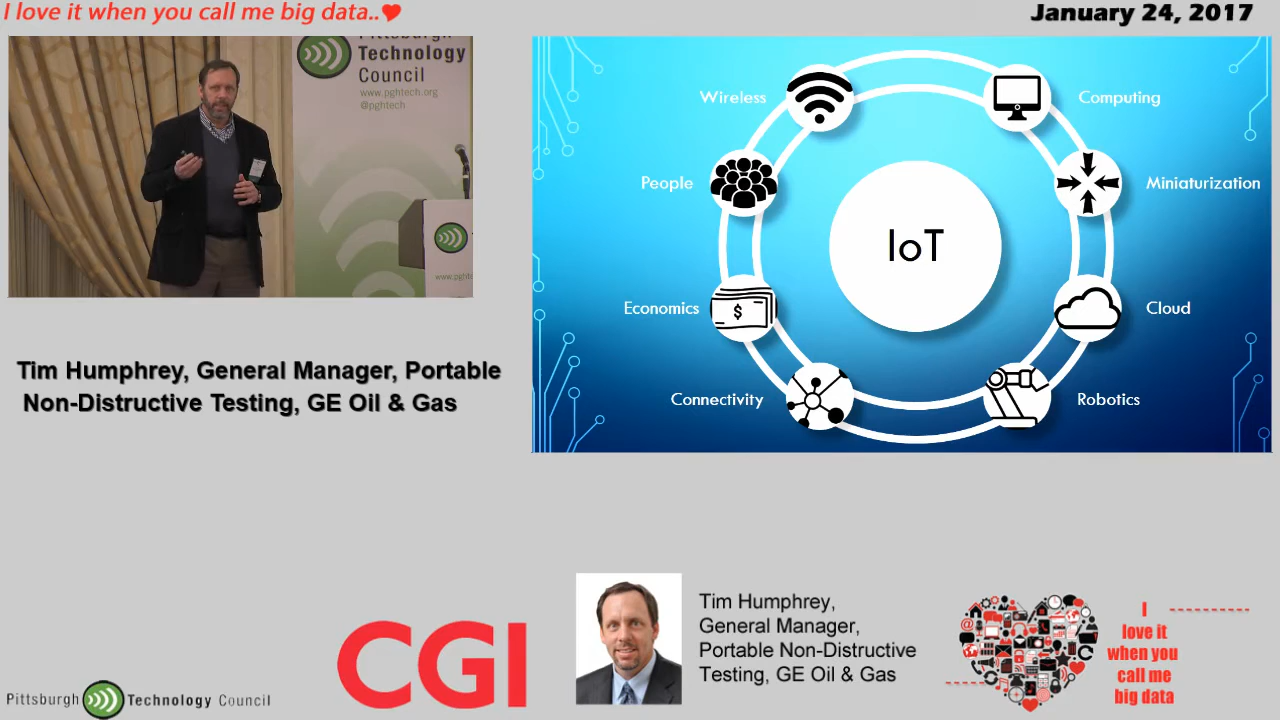 I love it when you call me big data..
January 24, 2017
Pittsburgh
Technology
Council
www.pghtech.org
@pghtech
www.pght
Wireless
Computing
People
Miniaturization
IoT
Economics
$
Cloud
Connectivity
Robotics
Tim Humphrey, General Manager, Portable
Non-Distructive Testing, GE Oil & Gas
Tim Humphrey,
General Manager,
Portable Non-Distructive
Testing, GE Oil & Gas
I
love it
when you
call me
big data
CGI
Pittsburgh Technology Council